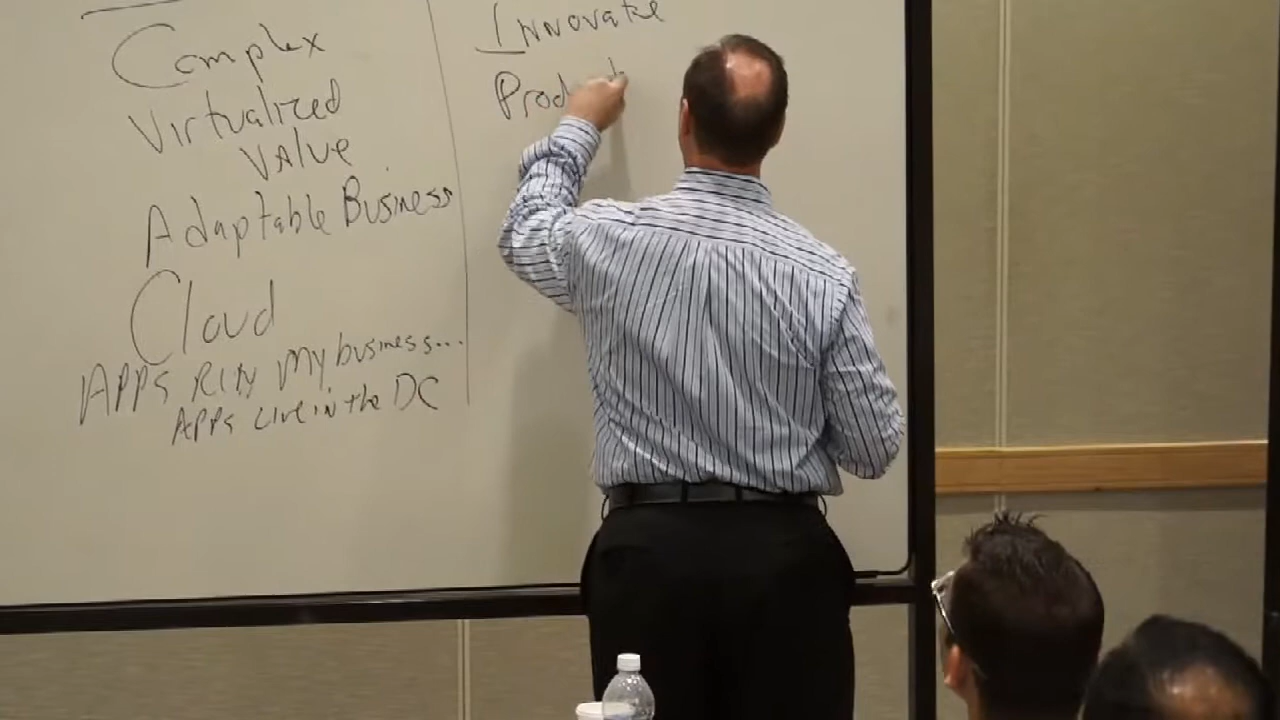 Complex
Virtualized
Value
Adaptable Business
Cloud
Apps run my business...
Apps live in the DC
Innovate